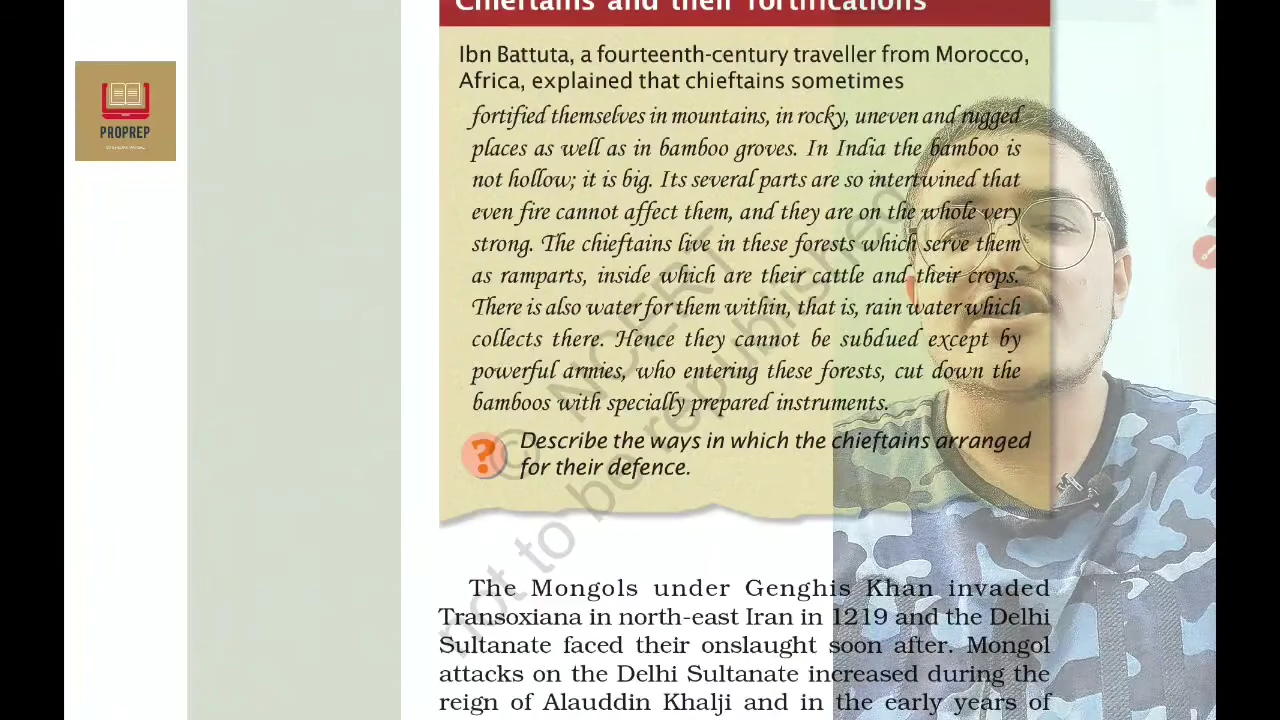 Chieftains and their fortifications
PROPREP
Ibn Battuta, a fourteenth-century traveller from Morocco,
Africa, explained that chieftains sometimes
fortified themselves in mountains, in rocky, uneven and rugged
places as well as in bamboo groves. In India the bamboo is
not hollow; it is big. Its several parts are so intertwined that
even fire cannot affect them, and they are on the whole very
strong. The chieftains live in these forests which serve them
as ramparts, inside which are their cattle and their crops.
There is also water for them within, that is, rain water which
collects there. Hence they cannot be subdued except by
powerful armies, who entering these forests, cut down the
bamboos with specially prepared instruments.
? Describe the ways in which the chieftains arranged
for their defence.
© NCERT
not to be republished
The Mongols under Genghis Khan invaded
Transoxiana in north-east Iran in 1219 and the Delhi
Sultanate faced their onslaught soon after. Mongol
attacks on the Delhi Sultanate increased during the
reign of Alauddin Khalji and in the early years of